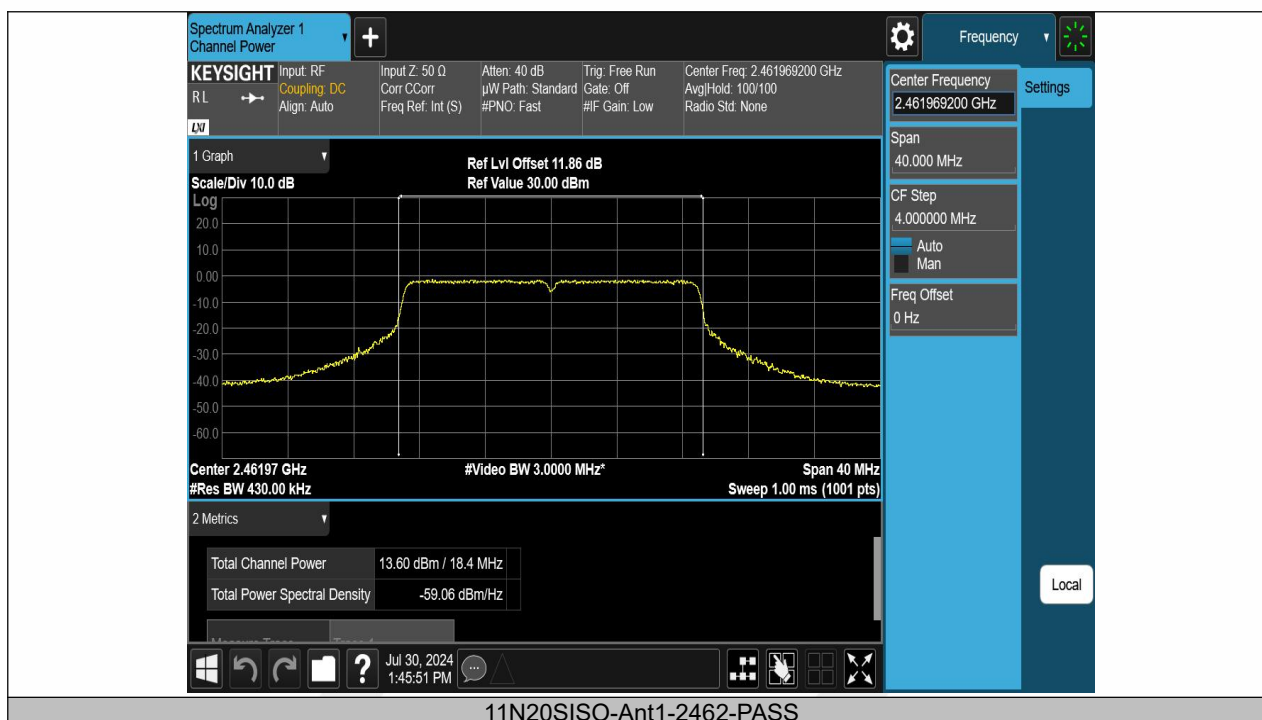 Spectrum Analyzer 1
Channel Power
+
Frequency
KEYSIGHT
R L
LXI
Input: RF
Coupling: DC
Align: Auto
Input Z: 50 Ω
Corr CCorr
Freq Ref: Int (S)
Atten: 40 dB
µW Path: Standard
#PNO: Fast
Trig: Free Run
Gate: Off
#IF Gain: Low
Center Freq: 2.461969200 GHz
Avg|Hold: 100/100
Radio Std: None
Center Frequency
2.461969200 GHz
Settings
Span
40.000 MHz
CF Step
4.000000 MHz
Auto
Man
Freq Offset
0 Hz
Local
1 Graph
Scale/Div 10.0 dB
Ref Lvl Offset 11.86 dB
Ref Value 30.00 dBm
Log
20.0
10.0
0.00
-10.0
-20.0
-30.0
-40.0
-50.0
-60.0
Center 2.46197 GHz
#Video BW 3.0000 MHz*
Span 40 MHz
#Res BW 430.00 kHz
Sweep 1.00 ms (1001 pts)
2 Metrics
Total Channel Power 13.60 dBm / 18.4 MHz
Total Power Spectral Density -59.06 dBm/Hz
?
Jul 30, 2024
1:45:51 PM
11N20SISO-Ant1-2462-PASS